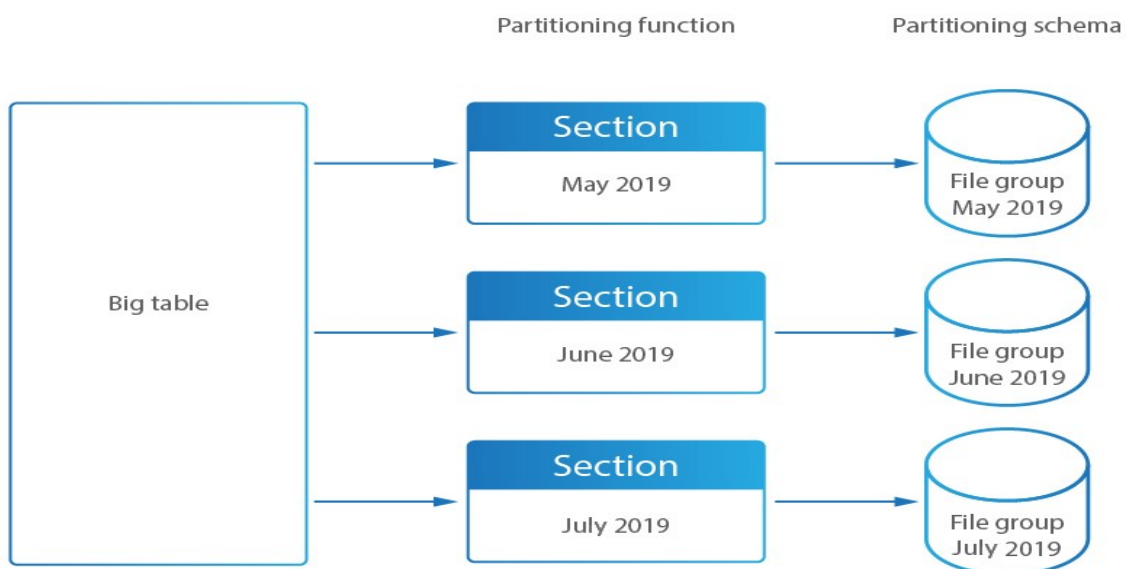 Partitioning function
Partitioning schema
Big table
Section
May 2019
File group
May 2019
Section
June 2019
File group
June 2019
Section
July 2019
File group
July 2019